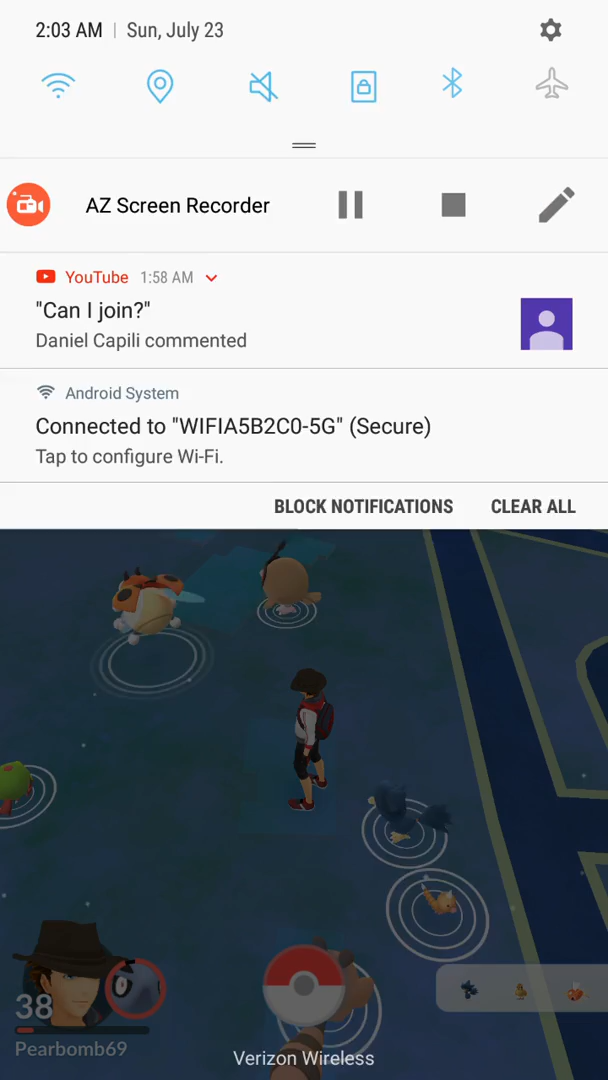 2:03 AM | Sun, July 23
AZ Screen Recorder
YouTube 1:58 AM
"Can I join?"
Daniel Capili commented
Android System
Connected to "WIFIA5B2C0-5G" (Secure)
Tap to configure Wi-Fi.
BLOCK NOTIFICATIONS CLEAR ALL
38
Pearbomb69
Verizon Wireless